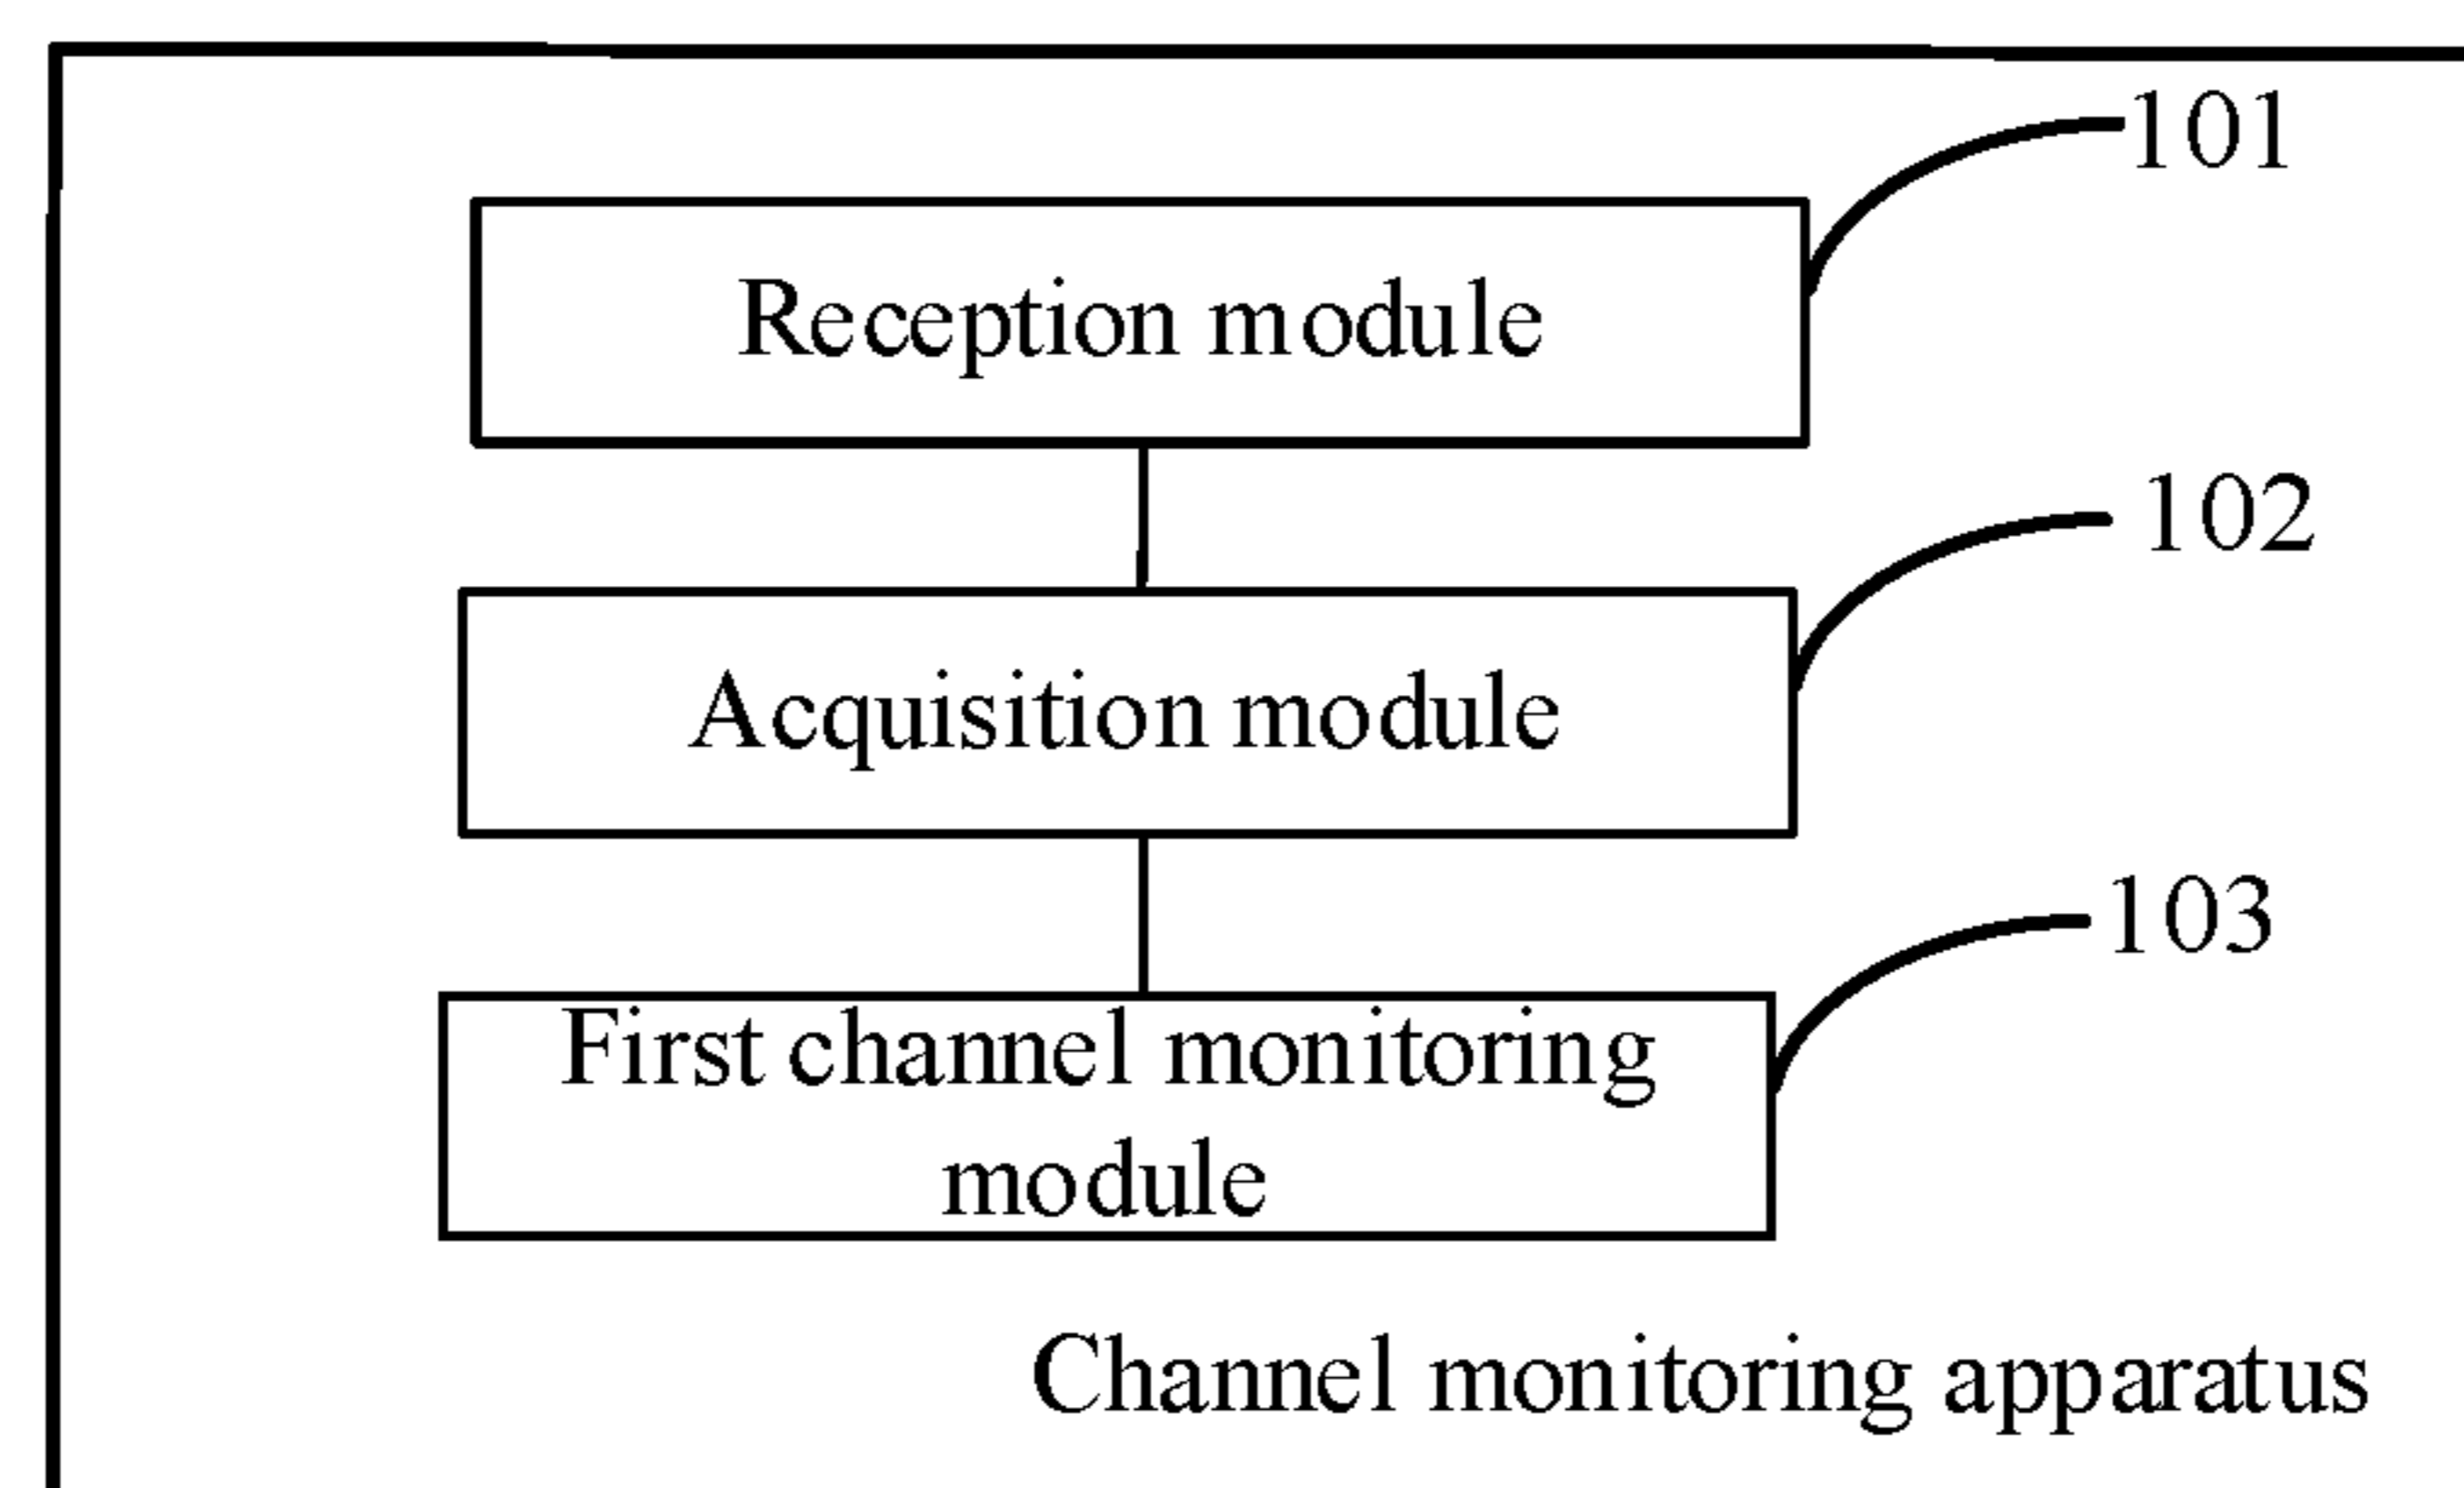 101
Reception module
102
Acquisition module
103
First channel monitoring
module
Channel monitoring apparatus